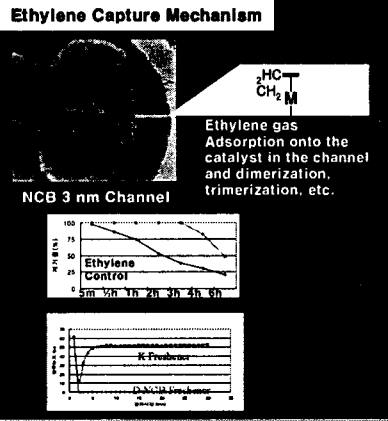 Ethylene Capture Mechanism
2HC
CH2 M
Ethylene gas
Adsorption onto the
catalyst in the channel
and dimerization,
trimerization, etc.
NCB 3 nm Channel
100
75
50
25
0
Ethylene
Control
5m ½h 1h 2h 3h 4h 6h
K Freshener
D-NCB Freshener